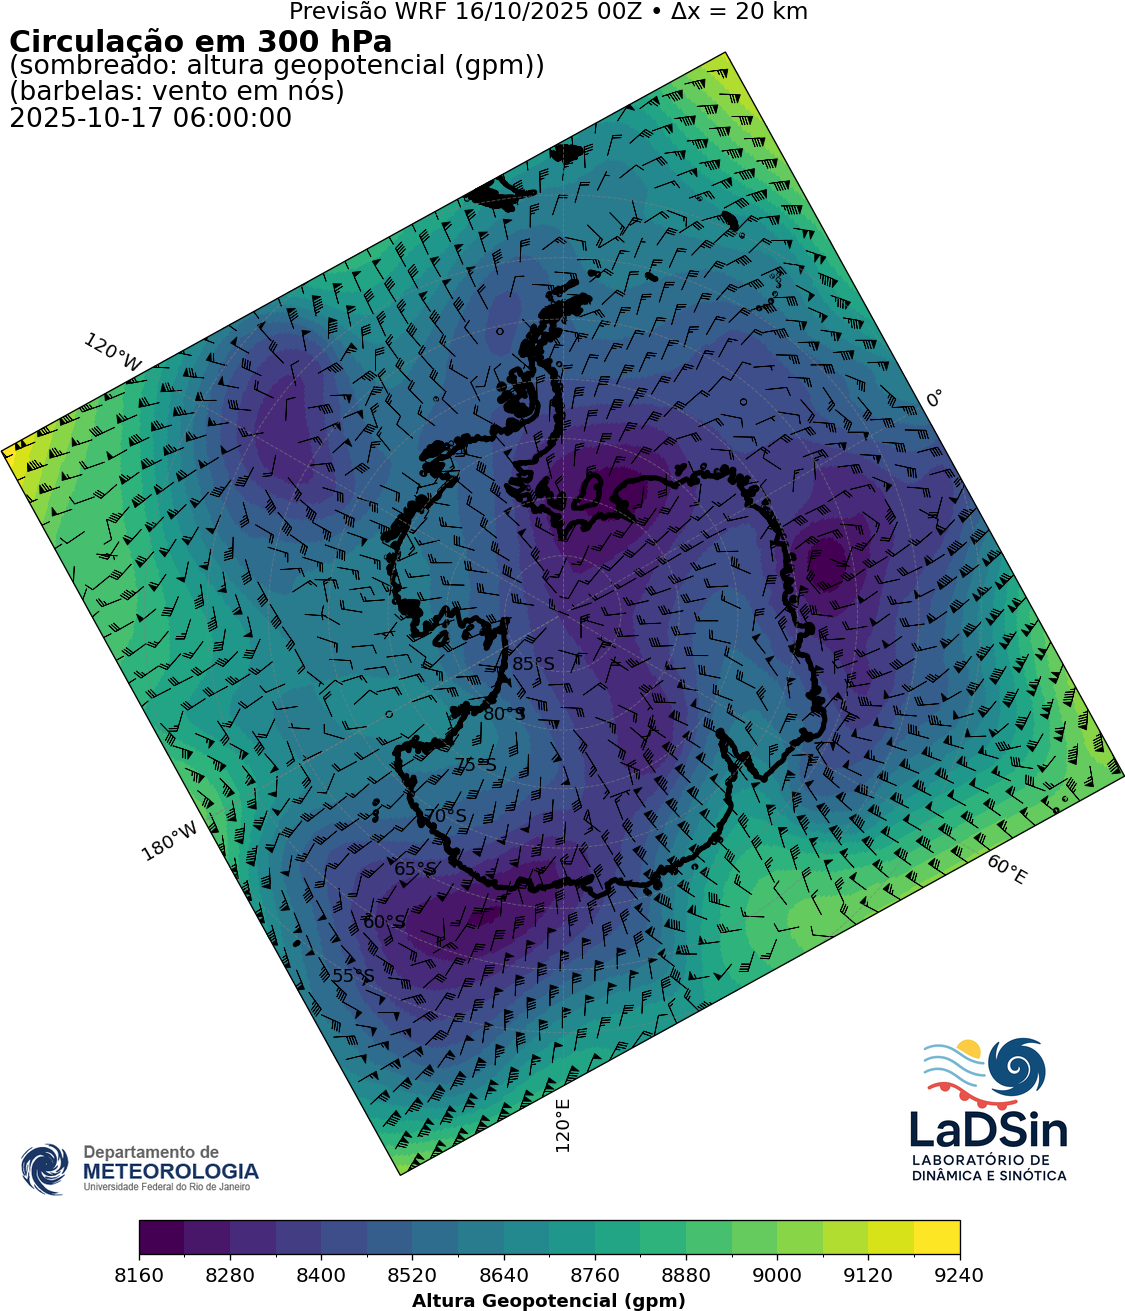 Previsão WRF 16/10/2025 00Z • Δx = 20 km
Circulação em 300 hPa
(sombreado: altura geopotencial (gpm))
(barbelas: vento em nós)
2025-10-17 06:00:00
120°W
0°
85°S
80°S
75°S
70°S
180°W
65°S
60°E
60°S
55°S
120°E
LaDSin
LABORATÓRIO DE
DINÂMICA E SINÓTICA
Departamento de
METEOROLOGIA
Universidade Federal do Rio de Janeiro
8160 8280 8400 8520 8640 8760 8880 9000 9120 9240
Altura Geopotencial (gpm)